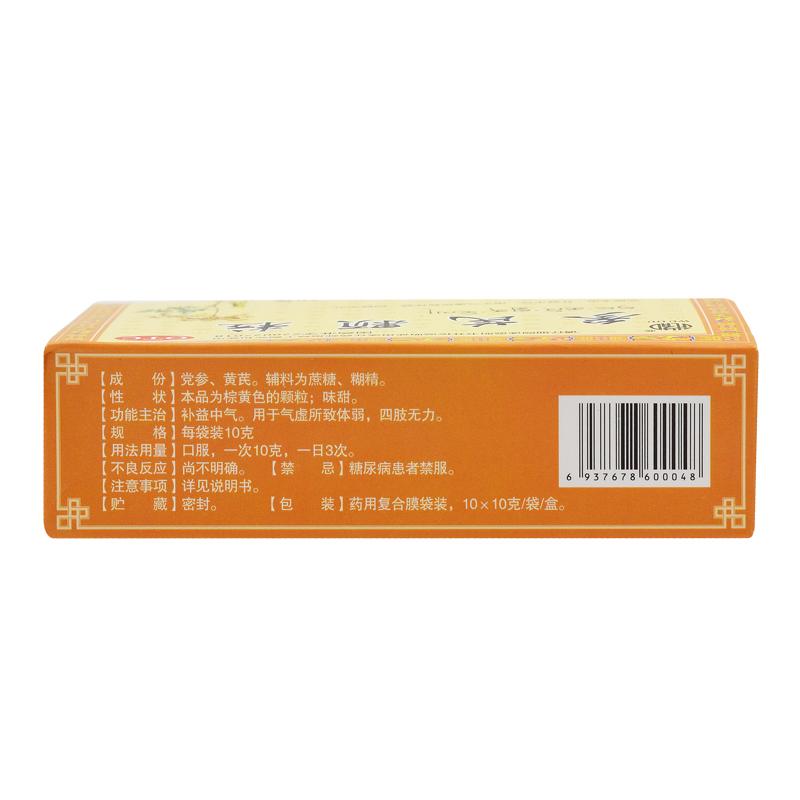 参芪颗粒
OTC
【成　份】党参、黄芪。辅料为蔗糖、糊精。
【性　状】本品为棕黄色的颗粒；味甜。
【功能主治】补益中气。用于气虚所致体弱，四肢无力。
【规　格】每袋装10克
【用法用量】口服，一次10克，一日3次。
【不良反应】尚不明确。【禁　忌】糖尿病患者禁服。
【注意事项】详见说明书。
【贮　藏】密封。【包　装】药用复合膜袋装，10×10克/袋/盒。
6 937678 600048